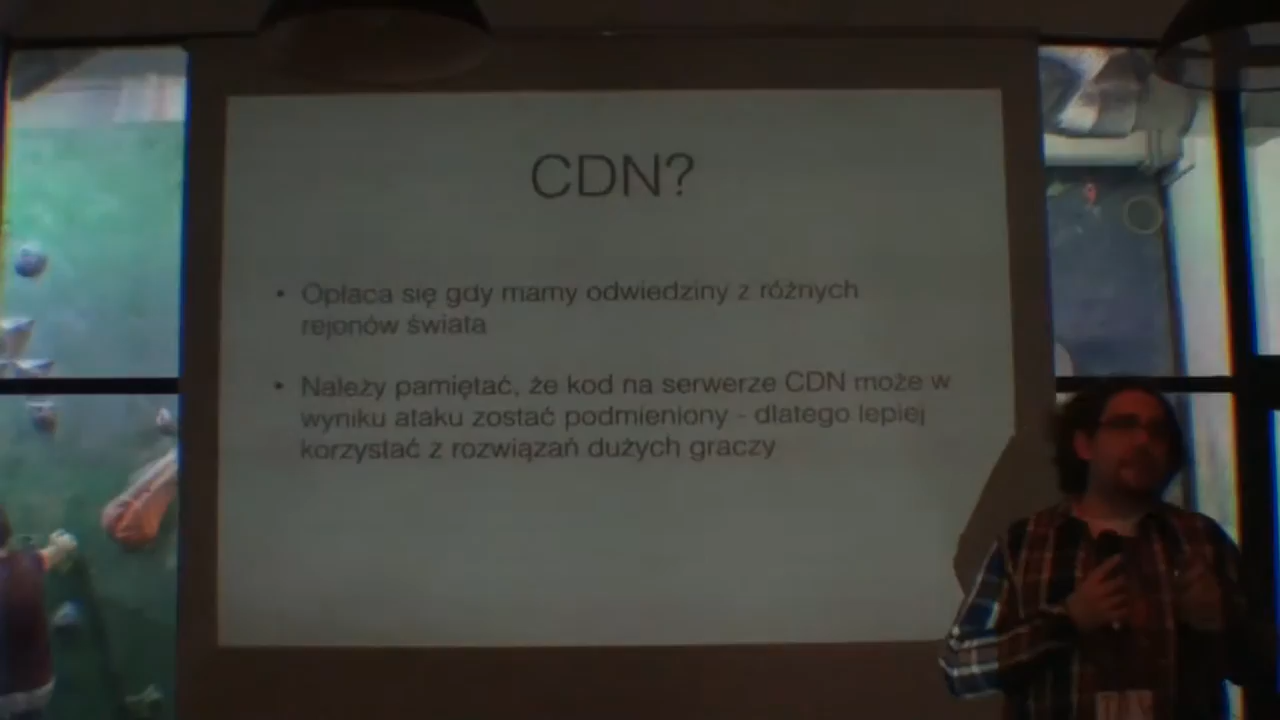 CDN?
• Opłaca się gdy mamy odwiedziny z różnych
rejonów świata
• Należy pamiętać, że kod na serwerze CDN może w
wyniku ataku zostać podmieniony - dlatego lepiej
korzystać z rozwiązań dużych graczy